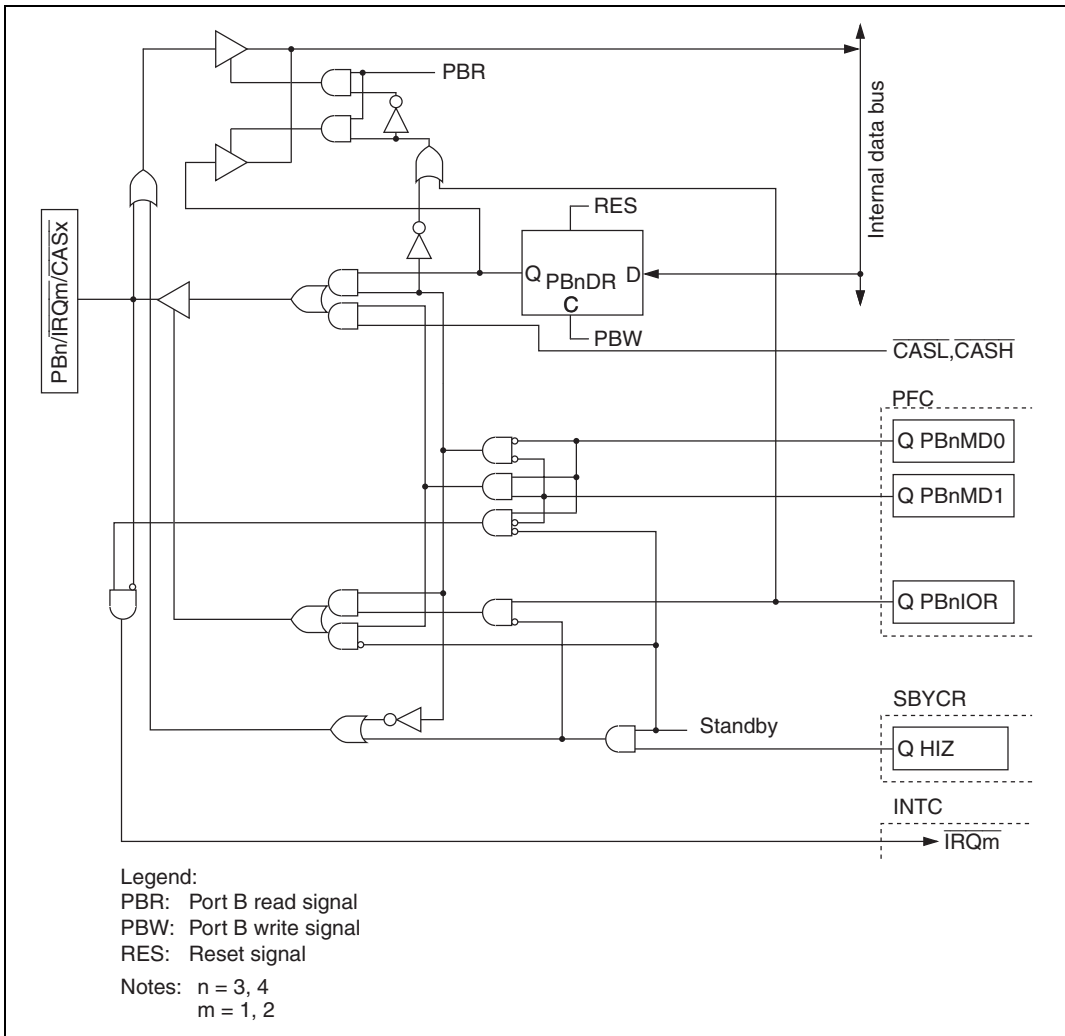 PBR
Internal data bus
RES
PBn/IRQm/CASx
Q PBnDR D
C
PBW
CASL,CASH
PFC
Q PBnMD0
Q PBnMD1
Q PBnIOR
SBYCR
Standby
Q HIZ
INTC
IRQm
Legend:
PBR: Port B read signal
PBW: Port B write signal
RES: Reset signal
Notes: n = 3, 4
m = 1, 2